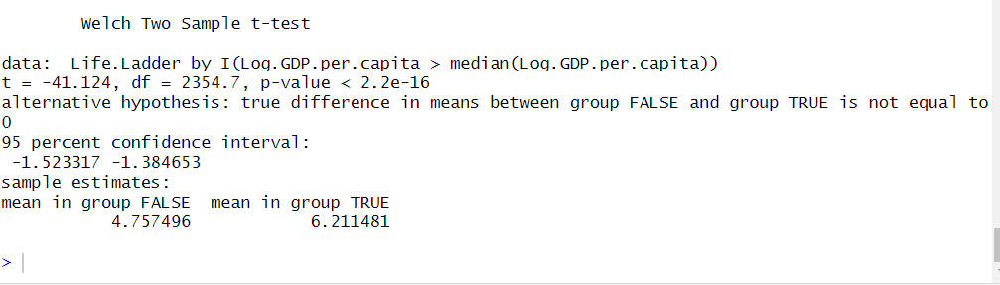 Welch Two Sample t-test
data:  Life.Ladder by I(Log.GDP.per.capita > median(Log.GDP.per.capita))
t = -41.124, df = 2354.7, p-value < 2.2e-16
alternative hypothesis: true difference in means between group FALSE and group TRUE is not equal to
0
95 percent confidence interval:
 -1.523317 -1.384653
sample estimates:
mean in group FALSE  mean in group TRUE
           4.757496            6.211481
>